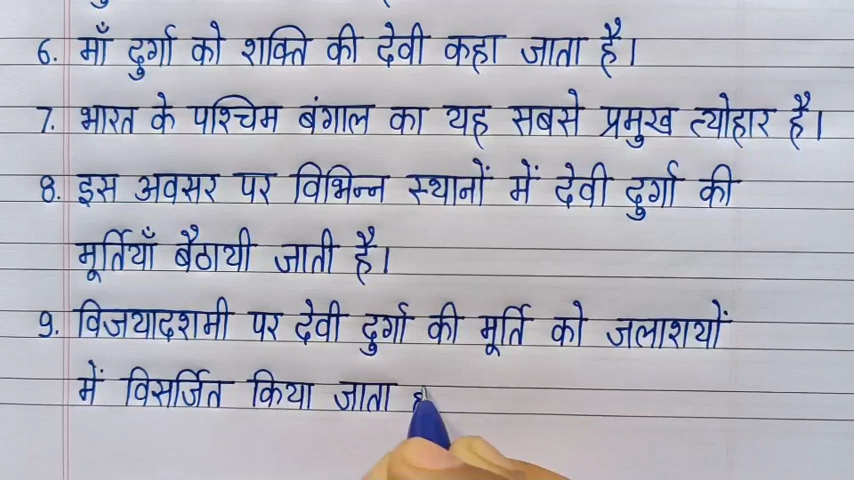 6. माँ दुर्गा को शक्ति की देवी कहा जाता है।
7. भारत के पश्चिम बंगाल का यह सबसे प्रमुख त्योहार है।
8. इस अवसर पर विभिन्न स्थानों में देवी दुर्गा की
मूर्तियाँ बैठायी जाती है।
9. विजयादशमी पर देवी दुर्गा की मूर्ति को जलाशयों
में विसर्जित किया जाता